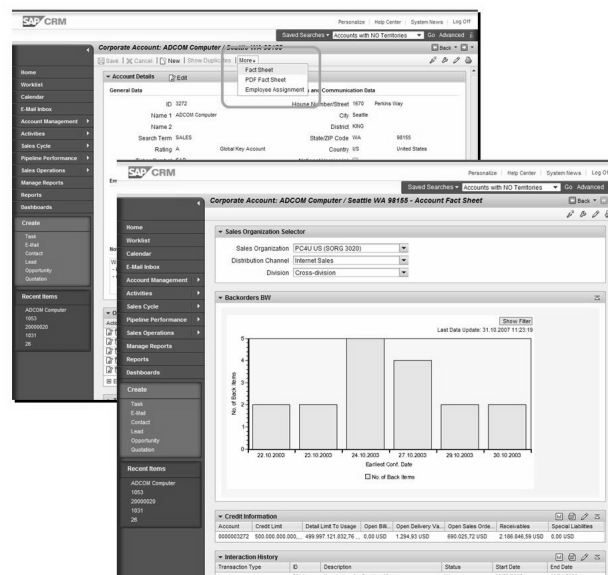 SAP CRM
Personalize Help Center System News Log Off
Saved Searches Accounts with NO Territories Go Advanced
Corporate Account: ADCOM Computer / Seattle WA 98155
Back
Save Cancel New Show Duplicates More
Fact Sheet
PDF Fact Sheet
Employee Assignment
Home
Worklist
Calendar
E-Mail Inbox
Account Management
Activities
Sales Cycle
Pipeline Performance
Sales Operations
Manage Reports
Reports
Dashboards
Create
Task
E-Mail
Contact
Lead
Opportunity
Quotation
Recent Items
ADCOM Computer
1053
20000020
1031
26
Account Details Edit
General Data
and Communication Data
ID 3272 House Number/Street 1670 Perkins Way
Name 1 ADCOM Computer City Seattle
Name 2 District KING
Search Term SALES State/ZIP Code WA 98155
Rating A Global Key Account Country US United States
SAP CRM
Personalize Help Center System News Log Off
Saved Searches Accounts with NO Territories Go Advanced
Corporate Account: ADCOM Computer / Seattle WA 98155 - Account Fact Sheet
Back
Home
Worklist
Calendar
E-Mail Inbox
Account Management
Activities
Sales Cycle
Pipeline Performance
Sales Operations
Manage Reports
Reports
Dashboards
Create
Task
E-Mail
Contact
Lead
Opportunity
Quotation
Recent Items
ADCOM Computer
1053
20000020
1031
26
Sales Organization Selector
Sales Organization PC4U US (SORG 3020)
Distribution Channel Internet Sales
Division Cross-division
Backorders BW
Show Filter
Last Data Update: 31.10.2007 11:23:19
No. of Back Items
5
4
3
2
1
0
22.10.2003 23.10.2003 24.10.2003 27.10.2003 29.10.2003 30.10.2003
Earliest Conf. Date
No. of Back Items
Credit Information
Account Credit Limit Detail Limit To Usage Open Bill... Open Delivery Va... Open Sales Orde... Receivables Special Liabilities
0000003272 500.000.000.000,... 499.997.121.032,76 ... 0,00 USD 1.294,93 USD 690.025,72 USD 2.186.846,59 USD 0,00 USD
Interaction History
Transaction Type ID Description Status Start Date End Date